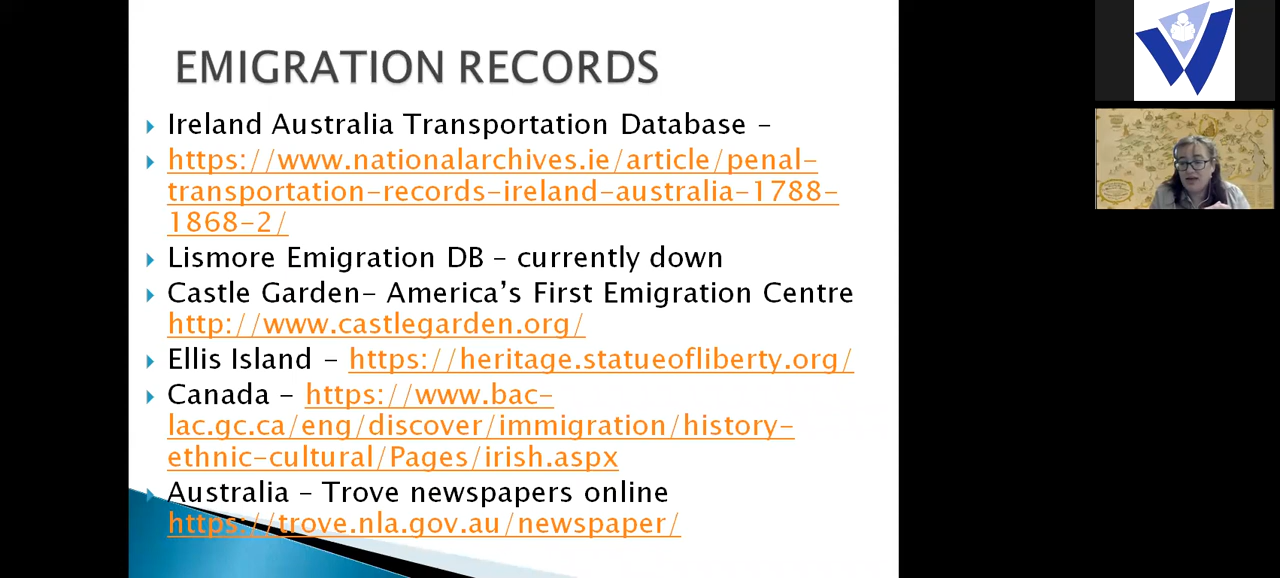 EMIGRATION RECORDS
Ireland Australia Transportation Database –
https://www.nationalarchives.ie/article/penal-
transportation-records-ireland-australia-1788-
1868-2/
Lismore Emigration DB – currently down
Castle Garden– America’s First Emigration Centre
http://www.castlegarden.org/
Ellis Island – https://heritage.statueofliberty.org/
Canada – https://www.bac-
lac.gc.ca/eng/discover/immigration/history-
ethnic-cultural/Pages/irish.aspx
Australia – Trove newspapers online
https://trove.nla.gov.au/newspaper/